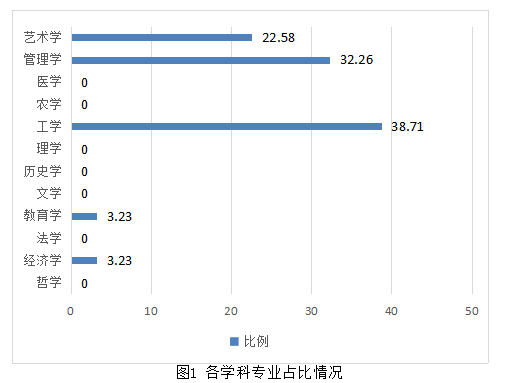 艺术学 22.58
管理学 32.26
医学 0
农学 0
工学 38.71
理学 0
历史学 0
文学 0
教育学 3.23
法学 0
经济学 3.23
哲学 0
0 10 20 30 40 50
比例
图1 各学科专业占比情况